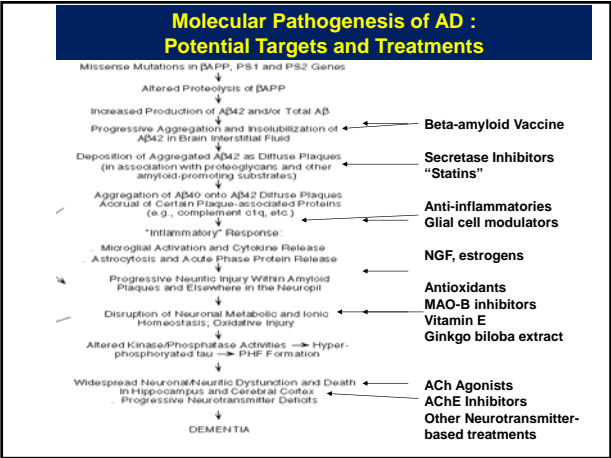 Molecular Pathogenesis of AD :
Potential Targets and Treatments
Missense Mutations in βAPP, PS1 and PS2 Genes
Altered Proteolysis of βAPP
Increased Production of Aβ42 and/or Total Aβ
Progressive Aggregation and Insolubilization of
Aβ42 in Brain Interstitial Fluid
Deposition of Aggregated Aβ42 as Diffuse Plaques
(in association with proteoglycans and other
amyloid-promoting substrates)
Aggregation of Aβ40 onto Aβ42 Diffuse Plaques
Accrual of Certain Plaque-associated Proteins
(e.g., complement c1q, etc.)
"Inflammatory" Response:
. Microglial Activation and Cytokine Release
. Astrocytosis and Acute Phase Protein Release
Progressive Neuritic Injury Within Amyloid
Plaques and Elsewhere in the Neuropil
Disruption of Neuronal Metabolic and Ionic
Homeostasis; Oxidative Injury
Altered Kinase/Phosphatase Activities → Hyper-
phosphoryated tau → PHF Formation
Widespread Neuronal/Neuritic Dysfunction and Death
in Hippocampus and Cerebral Cortex
. Progressive Neurotransmitter Deficits
DEMENTIA
Beta-amyloid Vaccine
Secretase Inhibitors
“Statins”
Anti-inflammatories
Glial cell modulators
NGF, estrogens
Antioxidants
MAO-B inhibitors
Vitamin E
Ginkgo biloba extract
ACh Agonists
AChE Inhibitors
Other Neurotransmitter-
based treatments